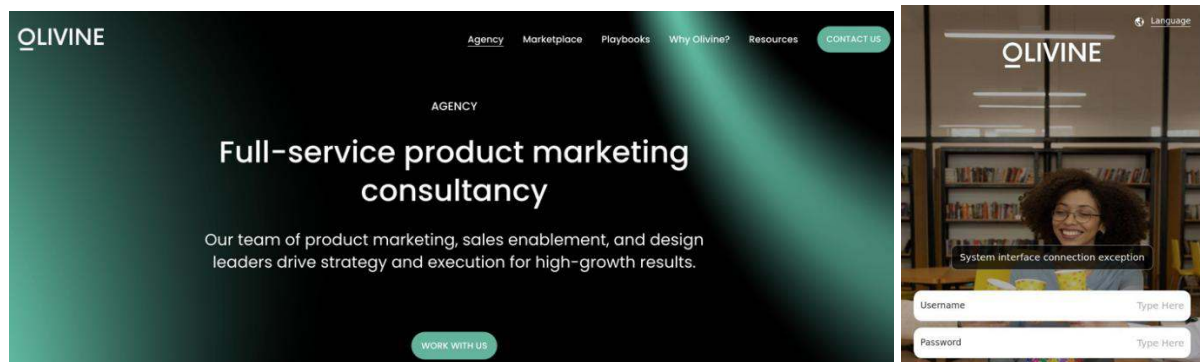 OLIVINE
Agency Marketplace Playbooks Why Olivine? Resources CONTACT US
AGENCY
Full-service product marketing
consultancy
Our team of product marketing, sales enablement, and design
leaders drive strategy and execution for high-growth results.
WORK WITH US
Language
OLIVINE
System interface connection exception
Username Type Here
Password Type Here